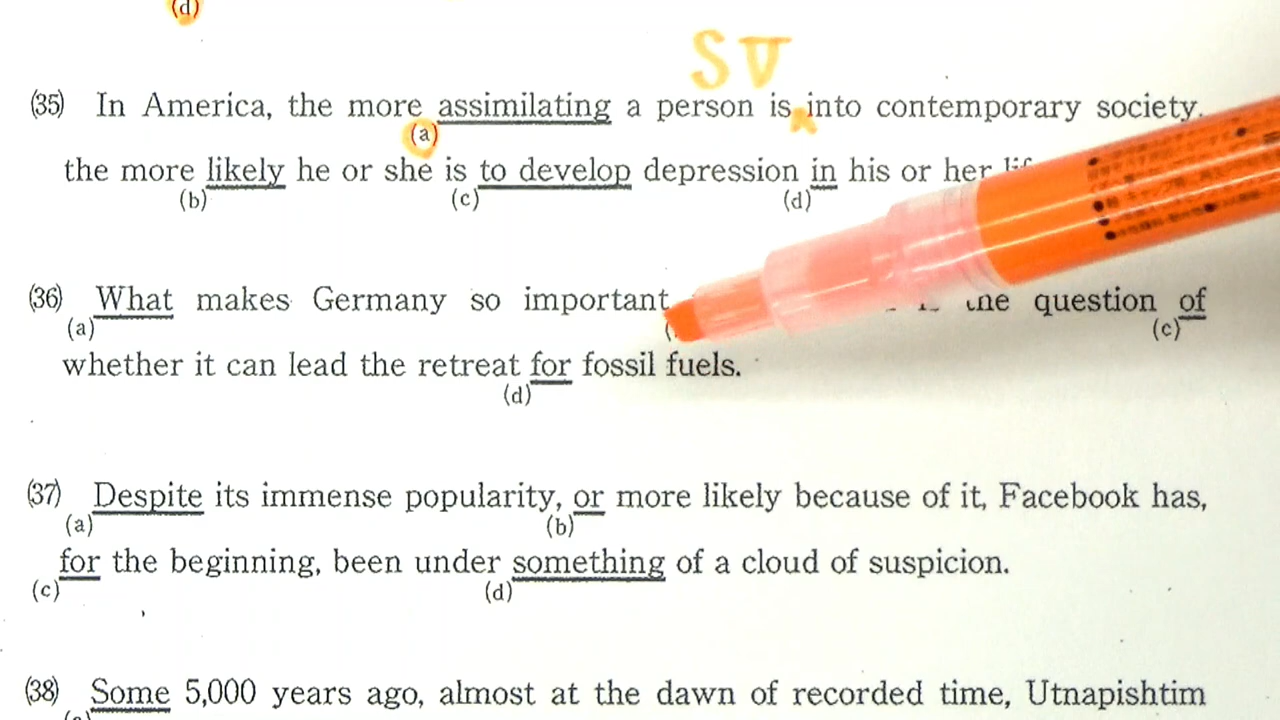 (d)
S V
(35) In America, the more assimilating a person is into contemporary society,
(a)
the more likely he or she is to develop depression in his or her
(b) (c) (d)
(36) What makes Germany so important the question of
(a) (c)
whether it can lead the retreat for fossil fuels.
(d)
(37) Despite its immense popularity, or more likely because of it, Facebook has,
(a) (b)
for the beginning, been under something of a cloud of suspicion.
(c) (d)
(38) Some 5,000 years ago, almost at the dawn of recorded time, Utnapishtim